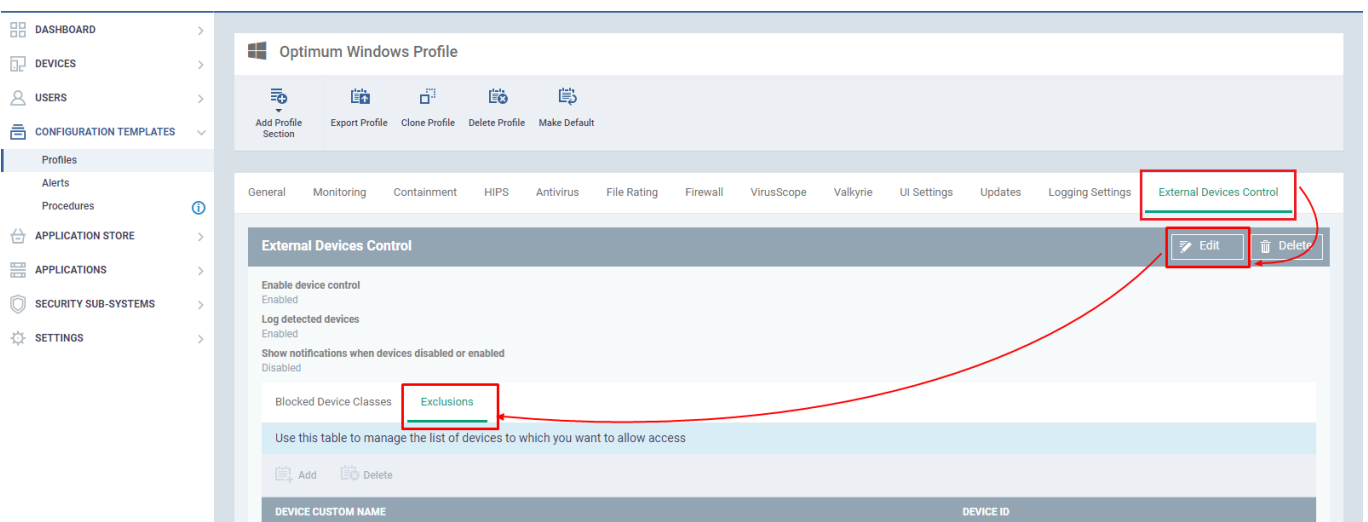 DASHBOARD
DEVICES
USERS
CONFIGURATION TEMPLATES
Profiles
Alerts
Procedures
APPLICATION STORE
APPLICATIONS
SECURITY SUB-SYSTEMS
SETTINGS
Optimum Windows Profile
Add Profile Section
Export Profile
Clone Profile
Delete Profile
Make Default
General Monitoring Containment HIPS Antivirus File Rating Firewall VirusScope Valkyrie UI Settings Updates Logging Settings External Devices Control
External Devices Control
Edit
Delete
Enable device control
Enabled
Log detected devices
Enabled
Show notifications when devices disabled or enabled
Disabled
Blocked Device Classes Exclusions
Use this table to manage the list of devices to which you want to allow access
Add Delete
DEVICE CUSTOM NAME DEVICE ID